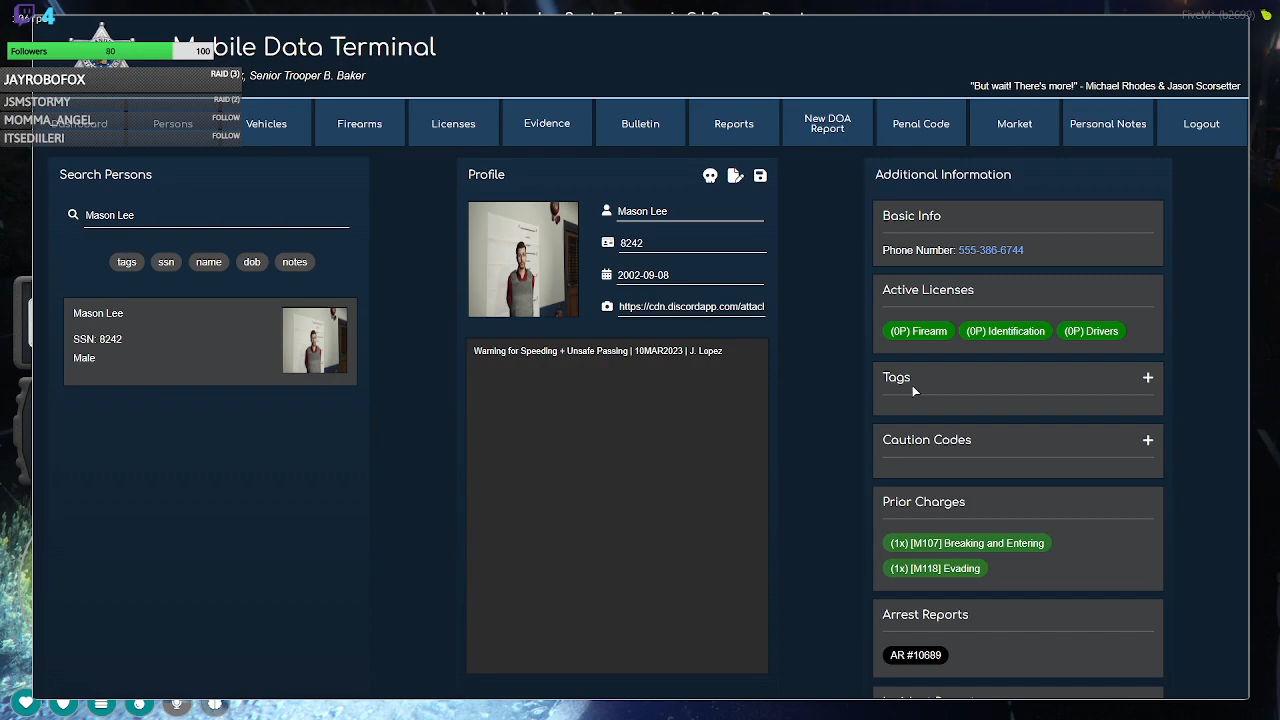 4
FiveM* (b2699)
Followers 80 100
Mobile Data Terminal
JAYROBOFOX RAID (3)
, Senior Trooper B. Baker
"But wait! There's more!" - Michael Rhodes & Jason Scorsetter
JSMSTORMY RAID (2)
MOMMA_ANGEL FOLLOW
ITSEDIILERI FOLLOW
Dashboard
Persons
Vehicles
Firearms
Licenses
Evidence
Bulletin
Reports
New DOA
Report
Penal Code
Market
Personal Notes
Logout
Search Persons
Mason Lee
tags
ssn
name
dob
notes
Mason Lee
SSN: 8242
Male
Profile
Mason Lee
8242
2002-09-08
https://cdn.discordapp.com/attacl
Warning for Speeding + Unsafe Passing | 10MAR2023 | J. Lopez
Additional Information
Basic Info
Phone Number: 555-386-6744
Active Licenses
(0P) Firearm
(0P) Identification
(0P) Drivers
Tags
Caution Codes
Prior Charges
(1x) [M107] Breaking and Entering
(1x) [M118] Evading
Arrest Reports
AR #10689